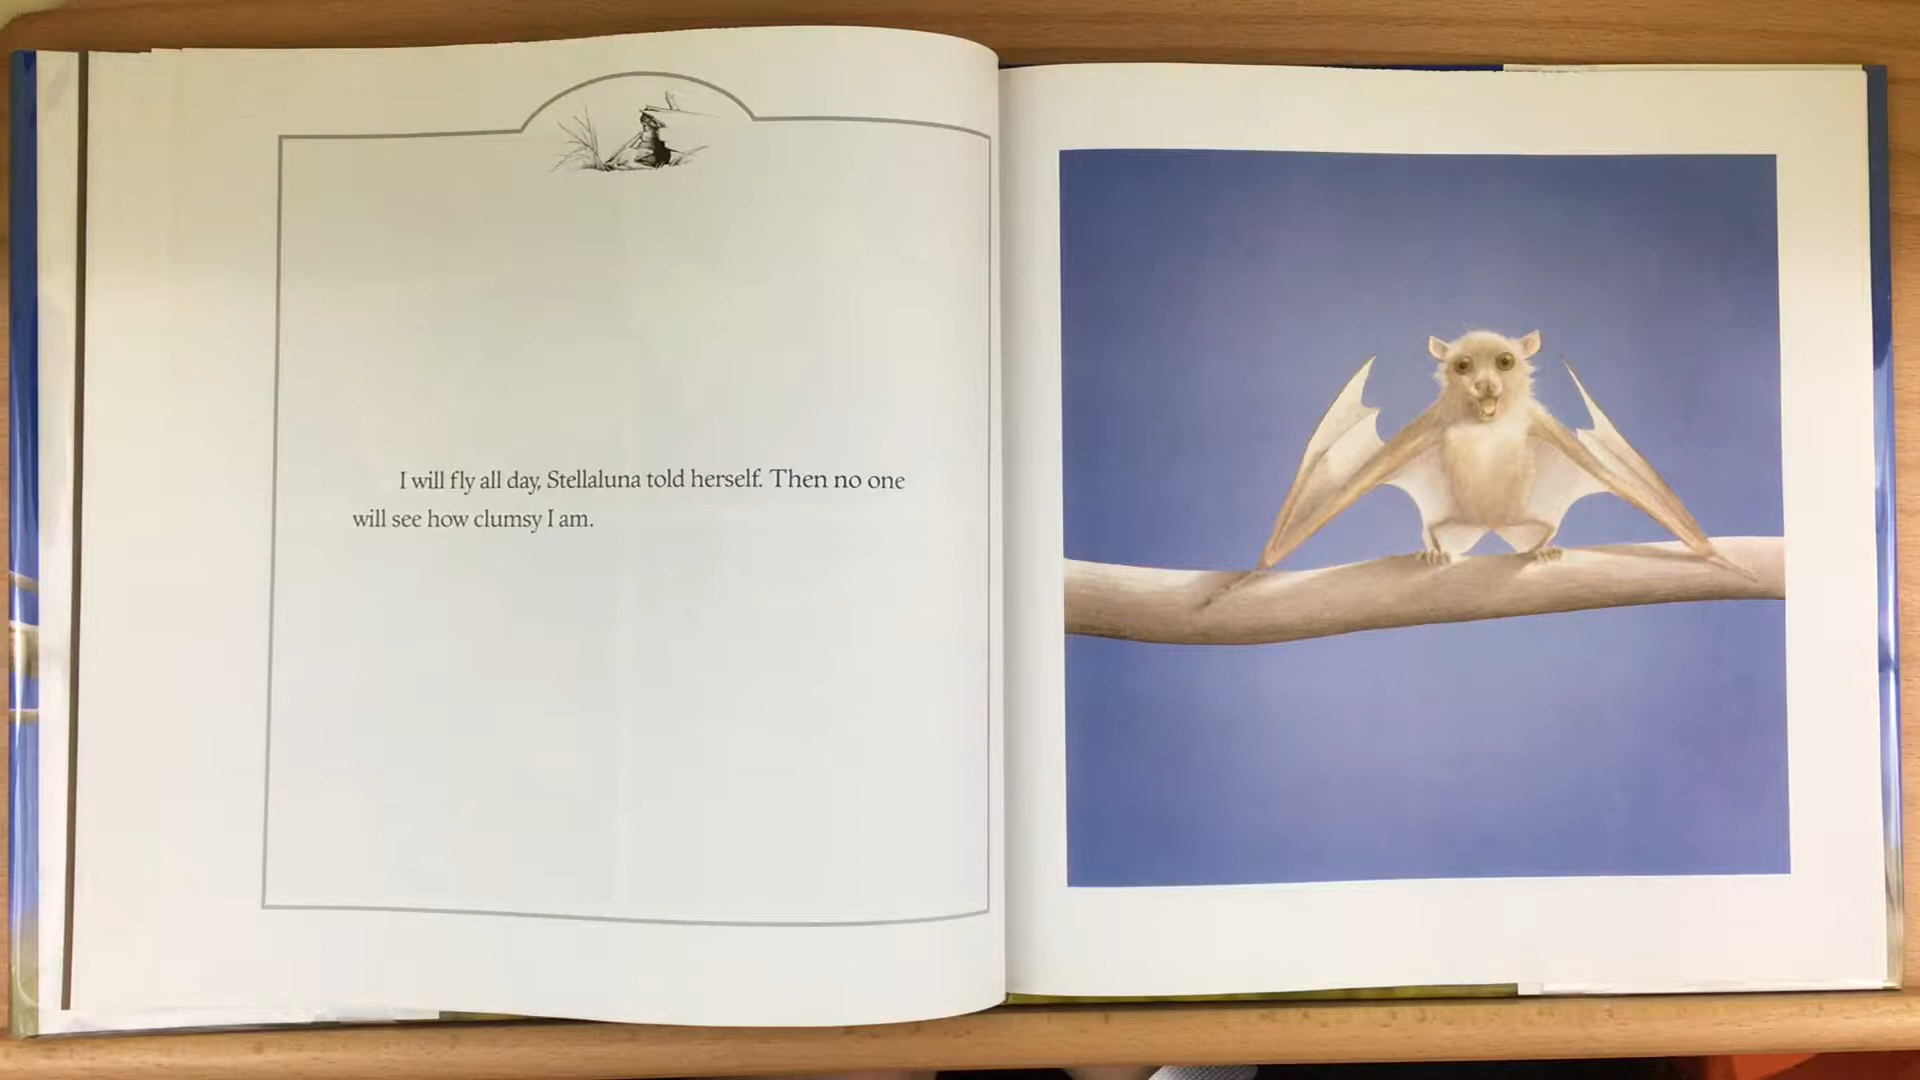 I will fly all day, Stellaluna told herself. Then no one
will see how clumsy I am.